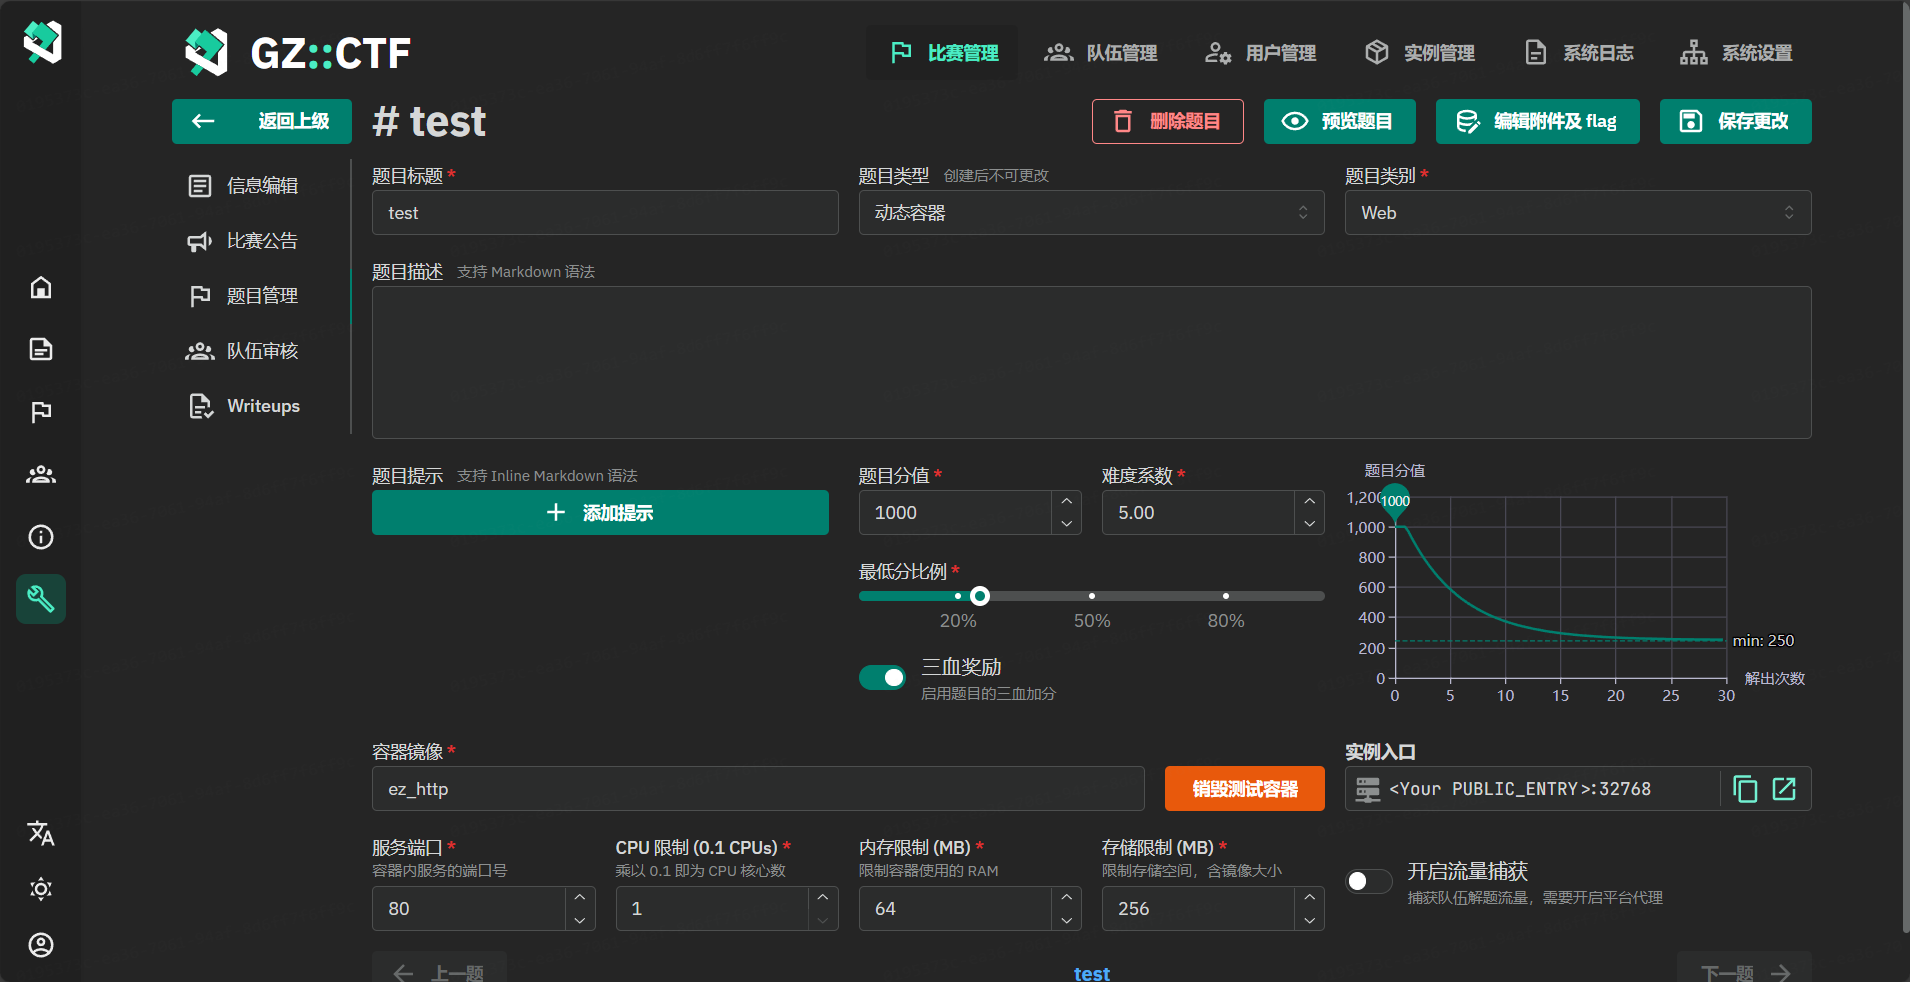 GZ::CTF
比赛管理
队伍管理
用户管理
实例管理
系统日志
系统设置
返回上级
# test
删除题目
预览题目
编辑附件及 flag
保存更改
信息编辑
比赛公告
题目管理
队伍审核
Writeups
题目标题 *
test
题目类型 创建后不可更改
动态容器
题目类别 *
Web
题目描述 支持 Markdown 语法
题目提示 支持 Inline Markdown 语法
添加提示
题目分值 *
1000
难度系数 *
5.00
最低分比例 *
20%
50%
80%
三血奖励
启用题目的三血加分
题目分值
1000
1,200
1,000
800
600
400
200
0
min: 250
0
5
10
15
20
25
30
解出次数
容器镜像 *
ez_http
销毁测试容器
实例入口
<Your PUBLIC_ENTRY>:32768
服务端口 *
容器内服务的端口号
80
CPU 限制 (0.1 CPUs) *
乘以 0.1 即为 CPU 核心数
1
内存限制 (MB) *
限制容器使用的 RAM
64
存储限制 (MB) *
限制存储空间，含镜像大小
256
开启流量捕获
捕获队伍解题流量，需要开启平台代理
上一题
test
下一题